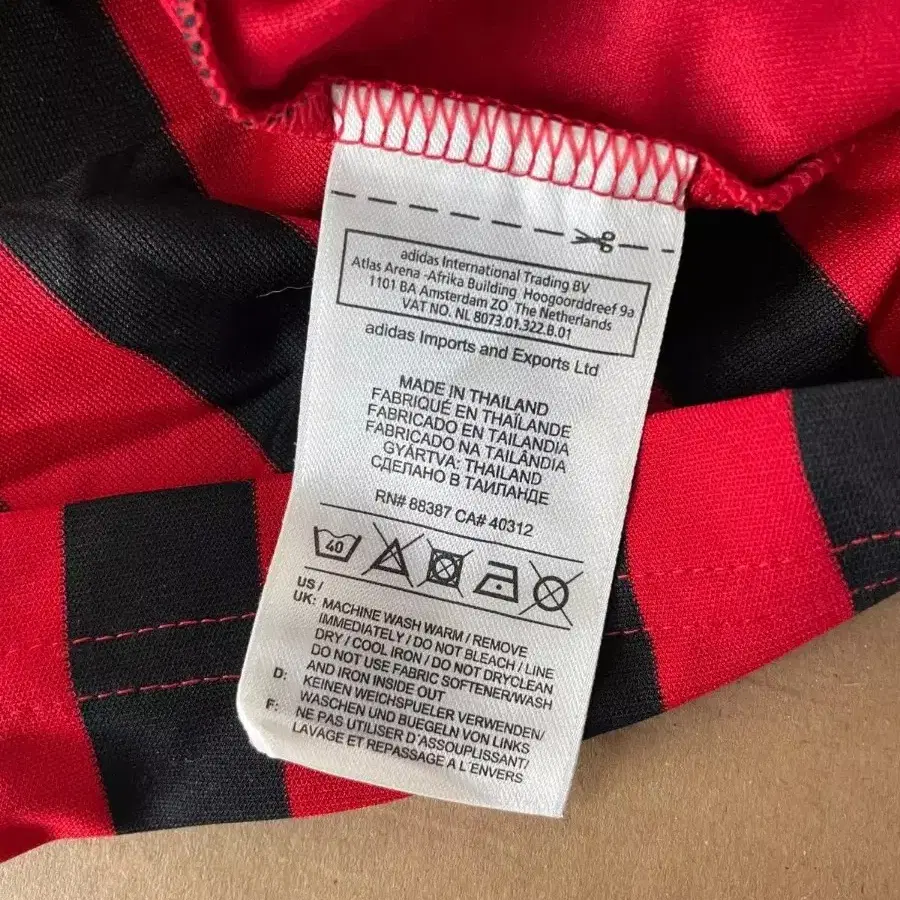 adidas International Trading BV
Atlas Arena -Afrika Building Hoogoorddreef 9a
1101 BA Amsterdam ZO The Netherlands
VAT NO. NL 8073.01.322.B.01
adidas Imports and Exports Ltd
MADE IN THAILAND
FABRIQUÉ EN THAÏLANDE
FABRICADO EN TAILANDIA
FABRICADO NA TAILÂNDIA
GYÁRTVA: THAILAND
СДЕЛАНО В ТАИЛАНДЕ
RN# 88387 CA# 40312
40
US /
UK: MACHINE WASH WARM / REMOVE
IMMEDIATELY / DO NOT BLEACH / LINE
DRY / COOL IRON / DO NOT DRYCLEAN
DO NOT USE FABRIC SOFTENER/WASH
AND IRON INSIDE OUT
D: KEINEN WEICHSPUELER VERWENDEN/
WASCHEN UND BUEGELN VON LINKS
F: NE PAS UTILISER D'ASSOUPLISSANT/
LAVAGE ET REPASSAGE A L'ENVERS